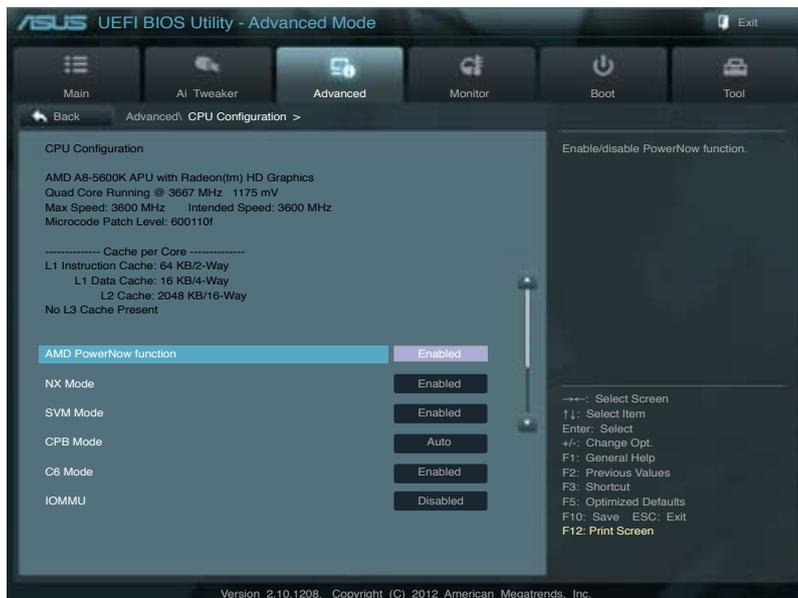 ASUS UEFI BIOS Utility - Advanced Mode
Exit
Main
Ai Tweaker
Advanced
Monitor
Boot
Tool
Back Advanced\ CPU Configuration >
CPU Configuration
AMD A8-5600K APU with Radeon(tm) HD Graphics
Quad Core Running @ 3667 MHz 1175 mV
Max Speed: 3600 MHz Intended Speed: 3600 MHz
Microcode Patch Level: 600110f
-------------- Cache per Core --------------
L1 Instruction Cache: 64 KB/2-Way
L1 Data Cache: 16 KB/4-Way
L2 Cache: 2048 KB/16-Way
No L3 Cache Present
AMD PowerNow function Enabled
NX Mode Enabled
SVM Mode Enabled
CPB Mode Auto
C6 Mode Enabled
IOMMU Disabled
Enable/disable PowerNow function.
→←: Select Screen
↑↓: Select Item
Enter: Select
+/-: Change Opt.
F1: General Help
F2: Previous Values
F3: Shortcut
F5: Optimized Defaults
F10: Save ESC: Exit
F12: Print Screen
Version 2.10.1208. Copyright (C) 2012 American Megatrends, Inc.